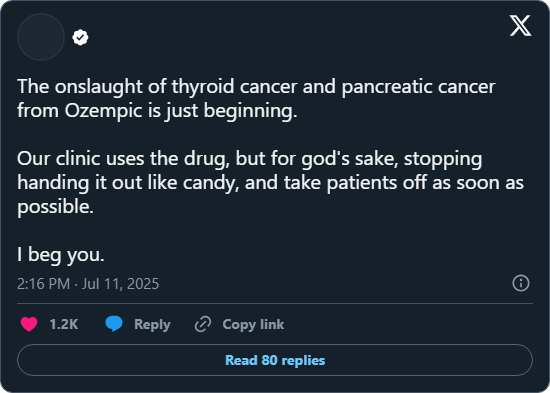 The onslaught of thyroid cancer and pancreatic cancer
from Ozempic is just beginning.
Our clinic uses the drug, but for god's sake, stopping
handing it out like candy, and take patients off as soon as
possible.
I beg you.
2:16 PM · Jul 11, 2025
1.2K Reply Copy link
Read 80 replies